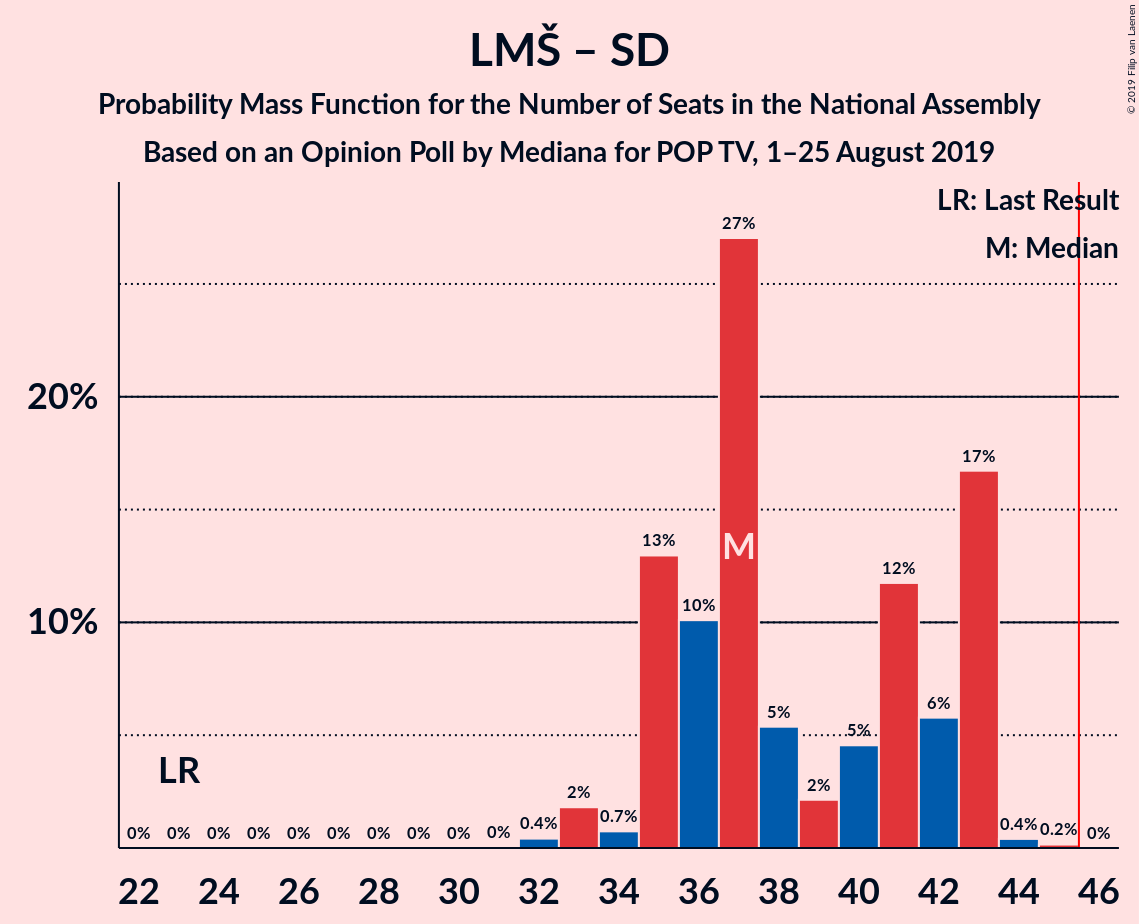 LMŠ – SD
Probability Mass Function for the Number of Seats in the National Assembly
Based on an Opinion Poll by Mediana for POP TV, 1–25 August 2019
© 2019 Filip van Laenen
LR: Last Result
M: Median
27%
20%
17%
13%
M
12%
10%
10%
6%
5%
5%
LR
2%
2%
0.7%
0% 0% 0% 0% 0% 0% 0% 0% 0% 0% 0.4% 0.4% 0.2% 0%
22 24 26 28 30 32 34 36 38 40 42 44 46